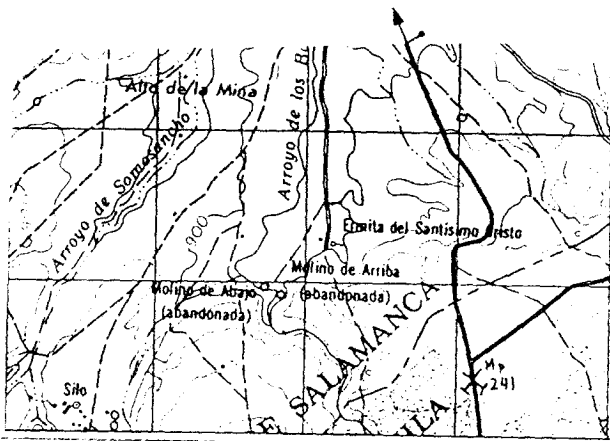 Alto de la Mina
Arroyo de Somosancho
Arroyo de los
900
Ermita del Santísimo Cristo
Molino de Arriba
(abandonada)
Molino de Abajo
(abandonada)
E SALAMANCA
ILA
Mp
241
Silo